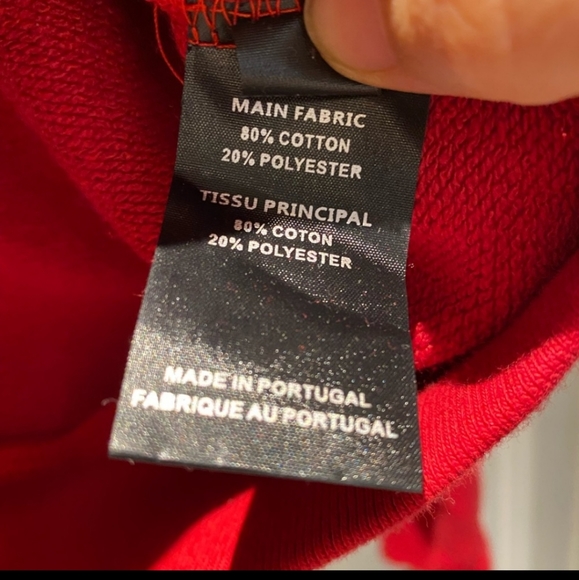 MAIN FABRIC
80% COTTON
20% POLYESTER
TISSU PRINCIPAL
80% COTON
20% POLYESTER
MADE IN PORTUGAL
FABRIQUE AU PORTUGAL